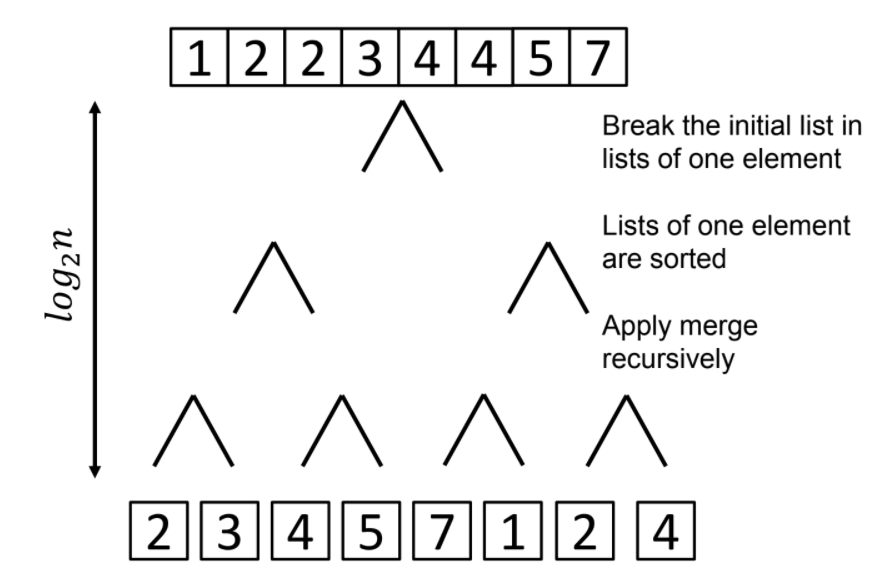 1 2 2 3 4 4 5 7
Break the initial list in
lists of one element
Lists of one element
are sorted
Apply merge
recursively
log₂n
2 3 4 5 7 1 2 4